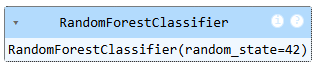 ▾ RandomForestClassifier i ?
RandomForestClassifier(random_state=42)